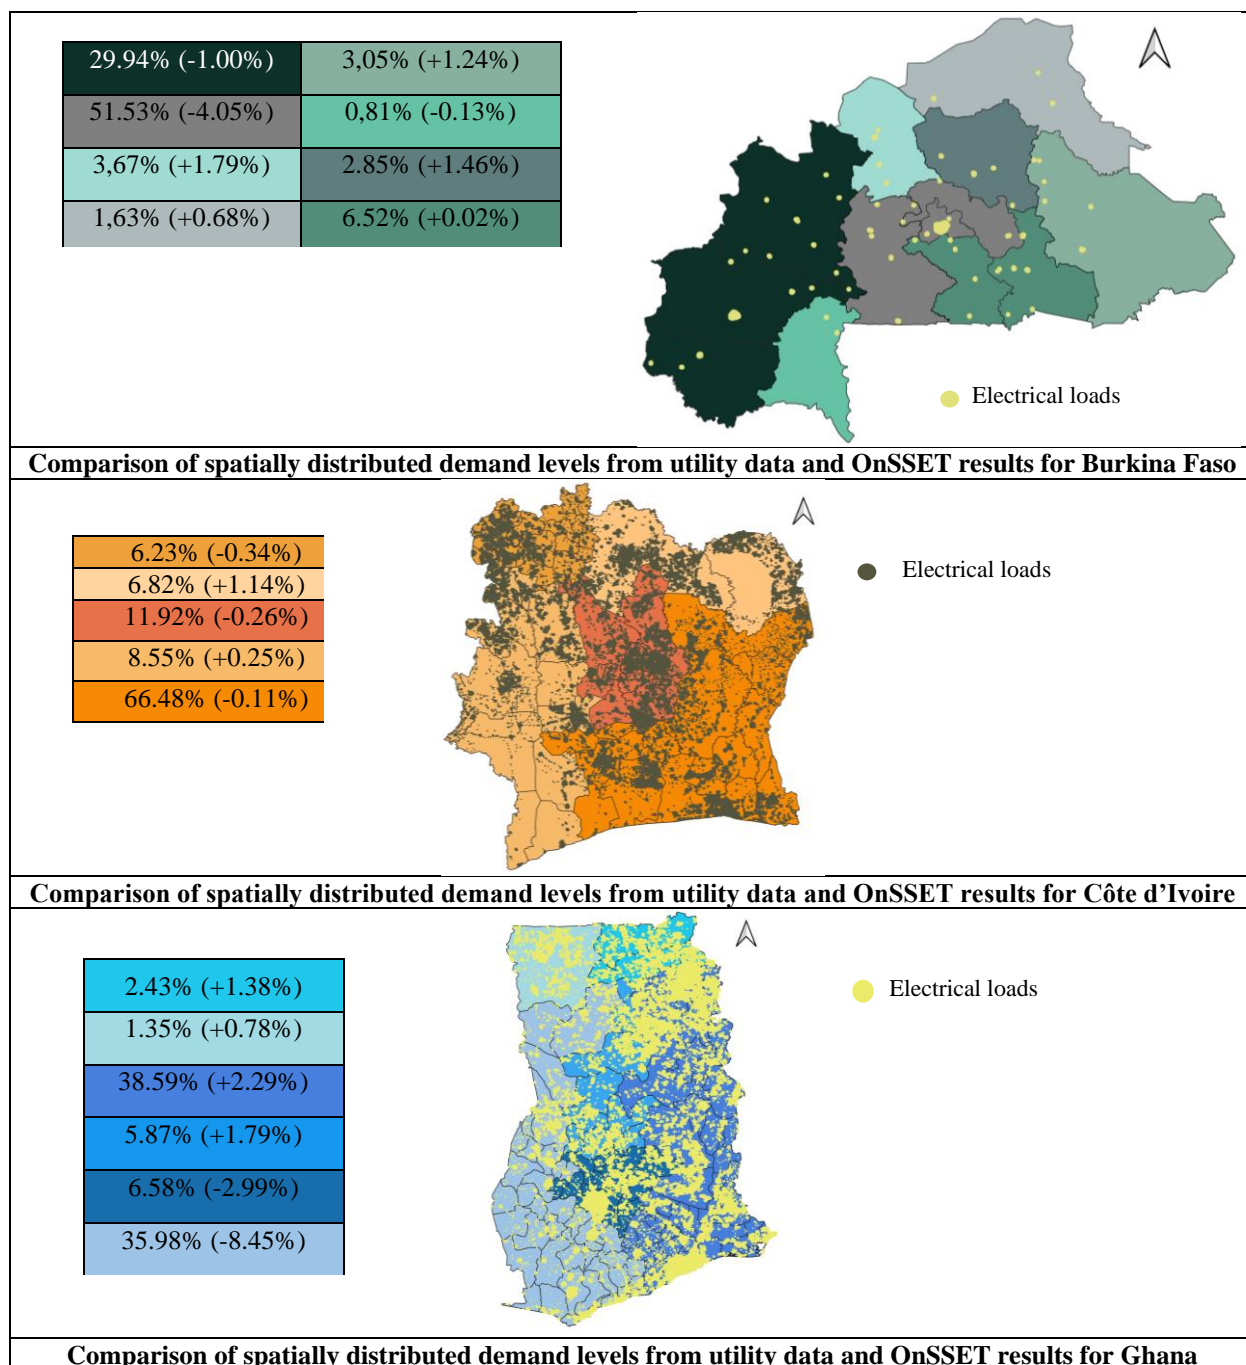 29.94% (-1.00%) 3,05% (+1.24%)
51.53% (-4.05%) 0,81% (-0.13%)
3,67% (+1.79%) 2.85% (+1.46%)
1,63% (+0.68%) 6.52% (+0.02%)
Electrical loads
Comparison of spatially distributed demand levels from utility data and OnSSET results for Burkina Faso
6.23% (-0.34%)
6.82% (+1.14%)
11.92% (-0.26%)
8.55% (+0.25%)
66.48% (-0.11%)
Electrical loads
Comparison of spatially distributed demand levels from utility data and OnSSET results for Côte d’Ivoire
2.43% (+1.38%)
1.35% (+0.78%)
38.59% (+2.29%)
5.87% (+1.79%)
6.58% (-2.99%)
35.98% (-8.45%)
Electrical loads
Comparison of spatially distributed demand levels from utility data and OnSSET results for Ghana